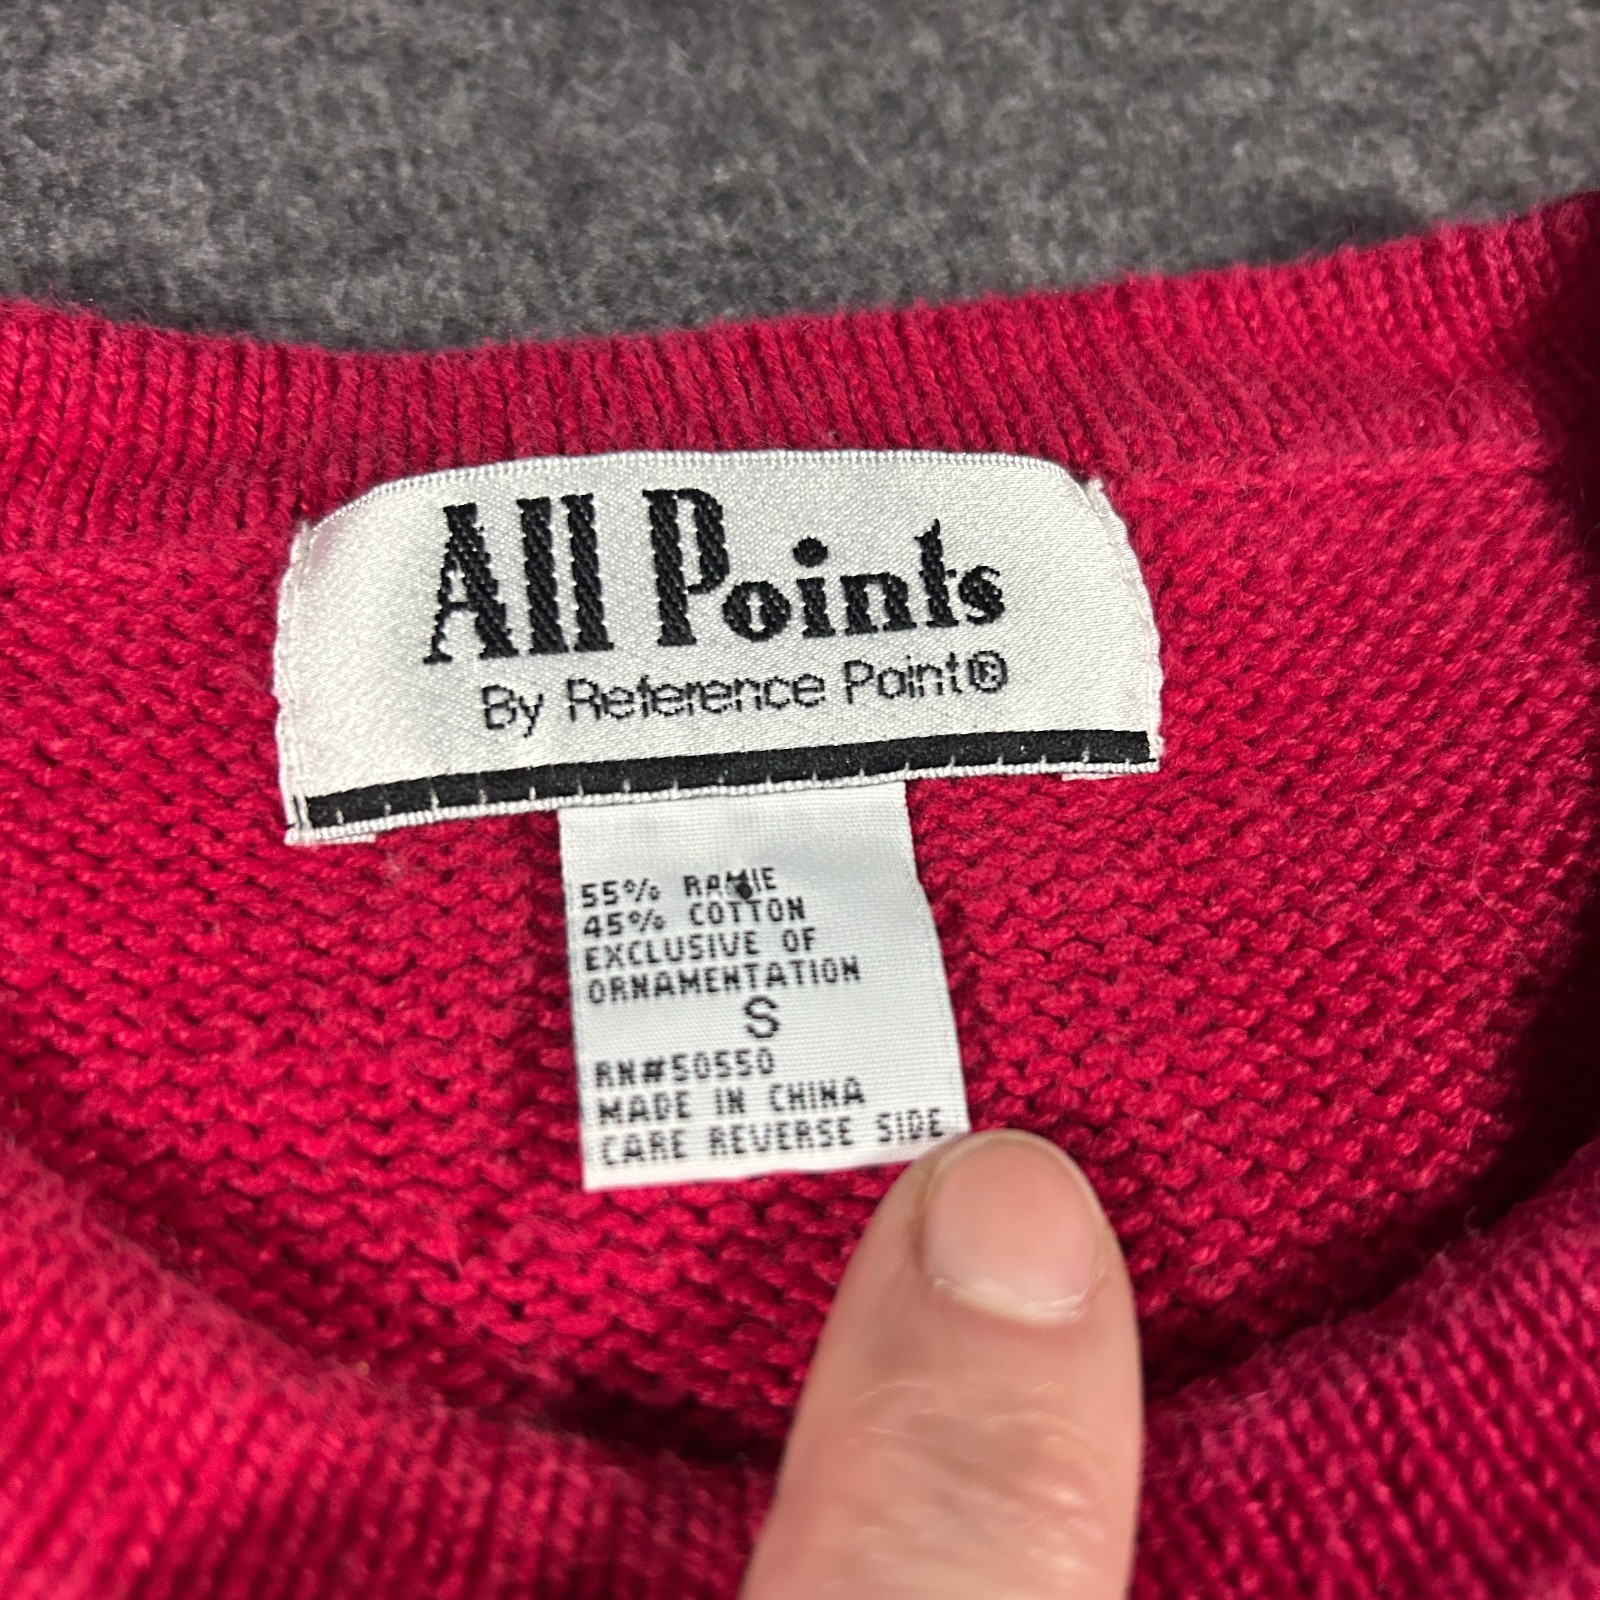 All Points
By Reference Point®
55% RAMIE
45% COTTON
EXCLUSIVE OF
ORNAMENTATION
S
RN#50550
MADE IN CHINA
CARE REVERSE SIDE